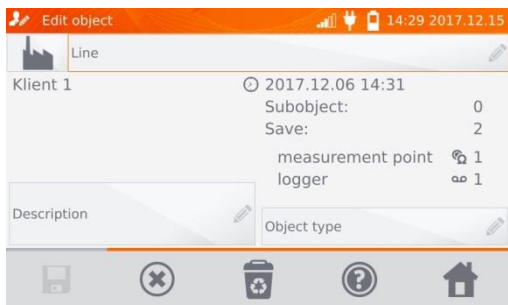 Edit object
14:29 2017.12.15
Line
Klient 1
2017.12.06 14:31
Subobject: 0
Save: 2
measurement point 1
logger 1
Description
Object type